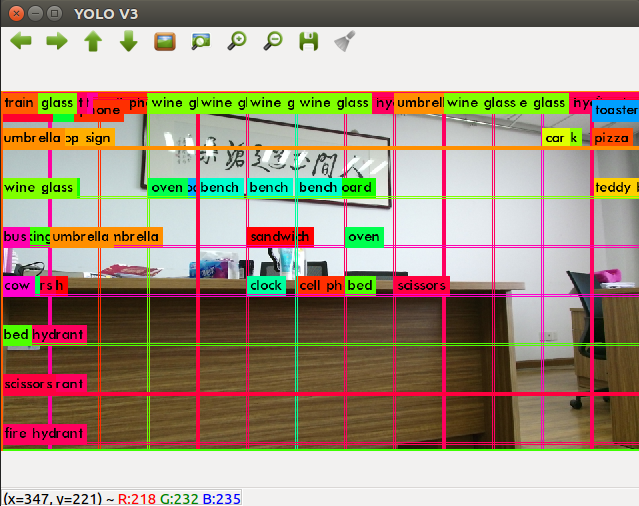 YOLO V3
train glass wine gl wine gl wine g wine glass umbrell wine glass e glass
toaster
umbrella op sign car k pizza
wine glass oven bench bench bench oard teddy b
bus umbrella mbrella sandwich oven
cow clock cell ph bed scissors
bed hydrant
scissors rant
fire hydrant
(x=347, y=221) ~ R:218 G:232 B:235